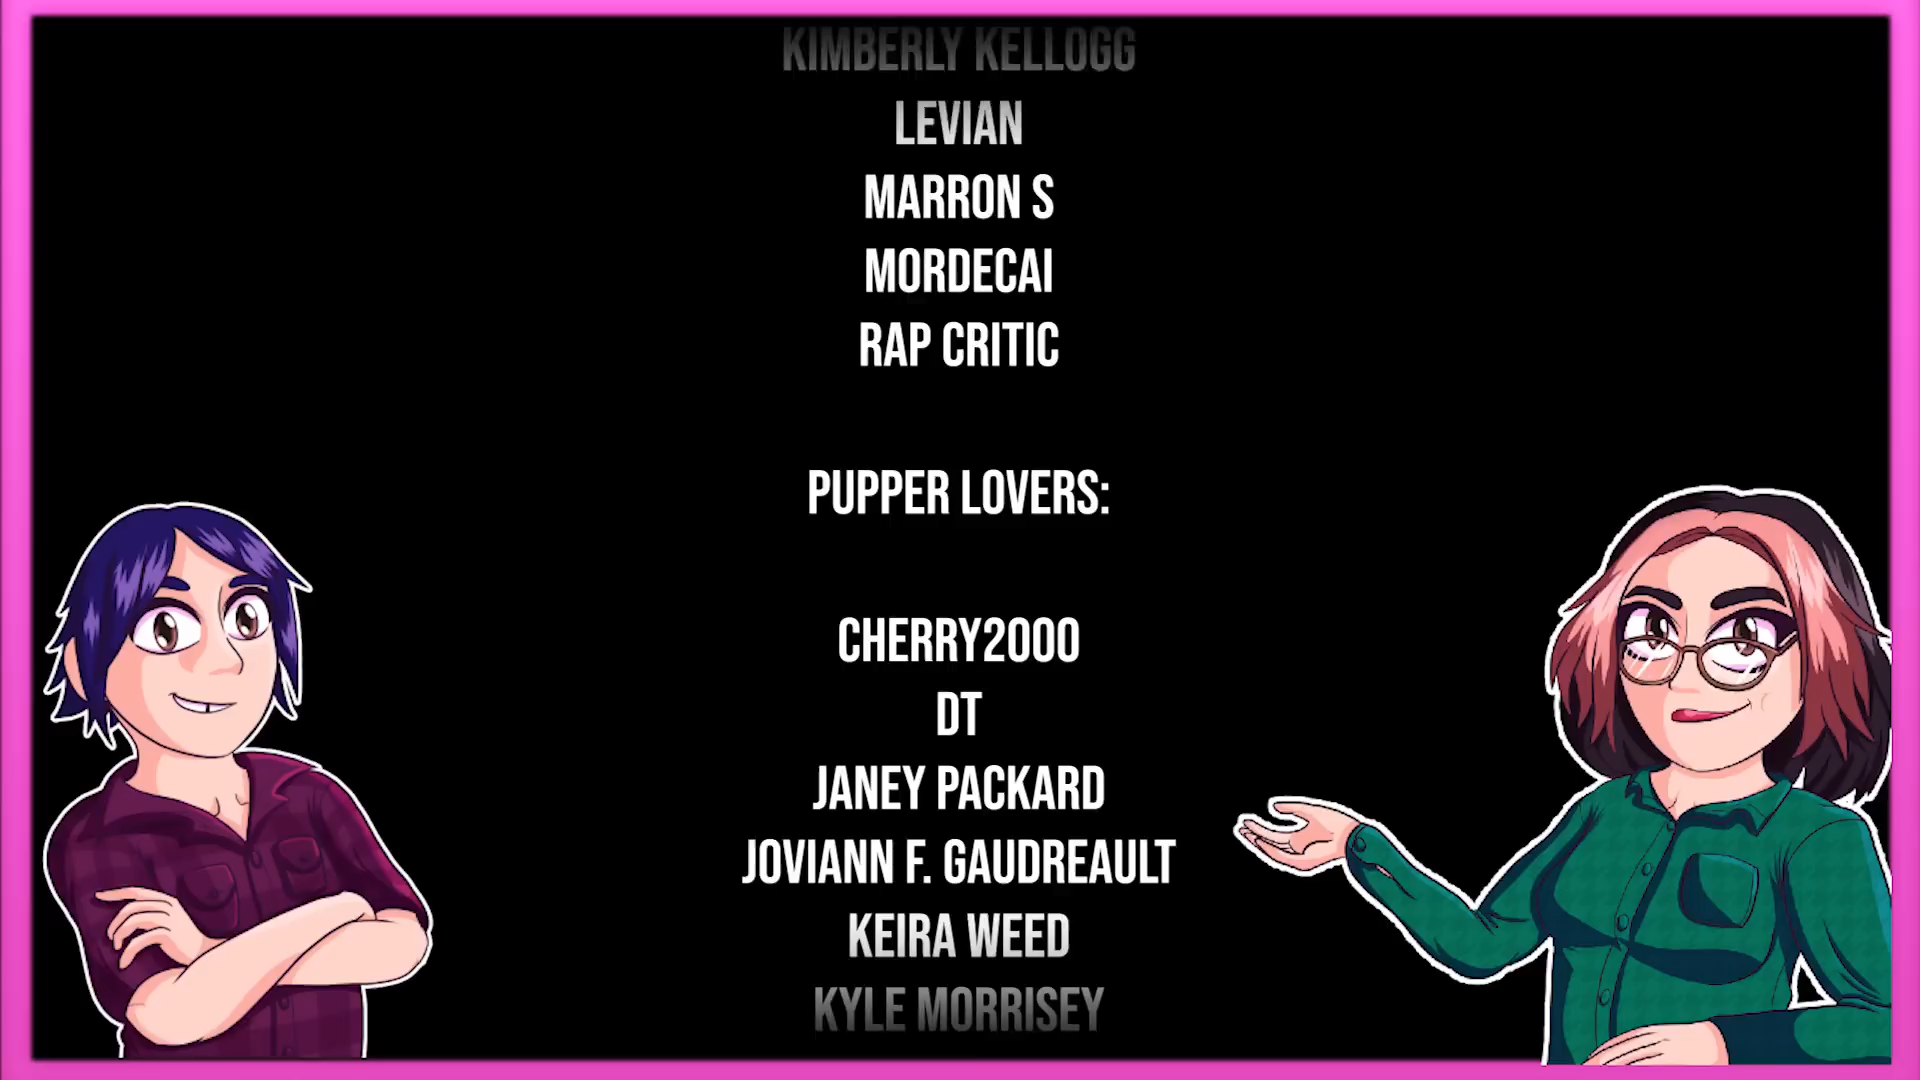 KIMBERLY KELLOGG
LEVIAN
MARRON S
MORDECAI
RAP CRITIC
PUPPER LOVERS:
CHERRY2000
DT
JANEY PACKARD
JOVIANN F. GAUDREAULT
KEIRA WEED
KYLE MORRISEY